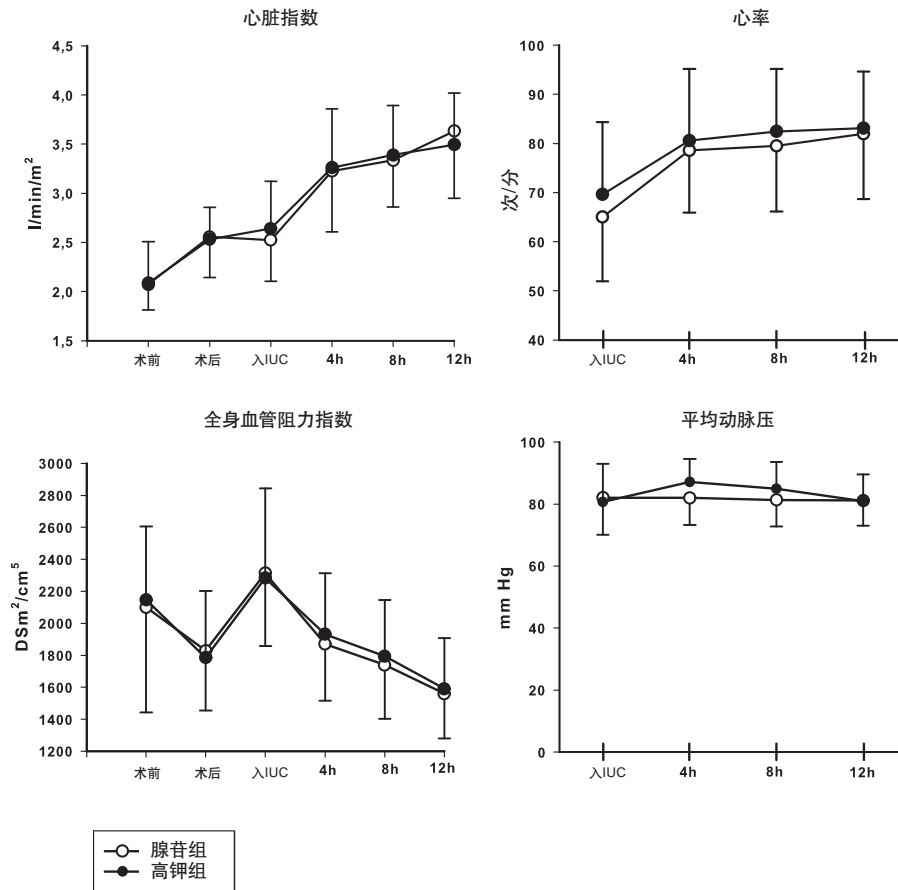 心脏指数
4,5
4,0
3,5
3,0
2,5
2,0
1,5
l/min/m²
术前 术后 入IUC 4h 8h 12h
心率
100
90
80
70
60
50
40
次/分
入IUC 4h 8h 12h
全身血管阻力指数
3000
2800
2600
2400
2200
2000
1800
1600
1400
1200
DSm²/cm⁵
术前 术后 入IUC 4h 8h 12h
平均动脉压
100
80
60
40
20
0
mm Hg
入IUC 4h 8h 12h
腺苷组
高钾组